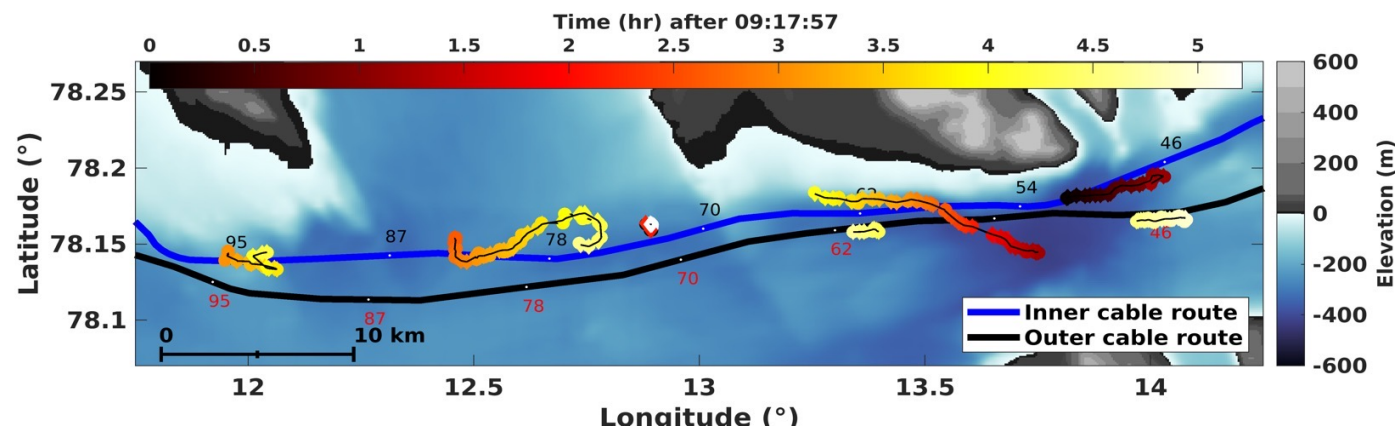 Time (hr) after 09:17:57
0 0.5 1 1.5 2 2.5 3 3.5 4 4.5 5
78.25
78.2
78.15
78.1
Latitude (°)
95 87 78 70 62 54 46
95 87 78 70 62 46
0 10 km
Inner cable route
Outer cable route
12 12.5 13 13.5 14
Longitude (°)
600
400
200
0
-200
-400
-600
Elevation (m)